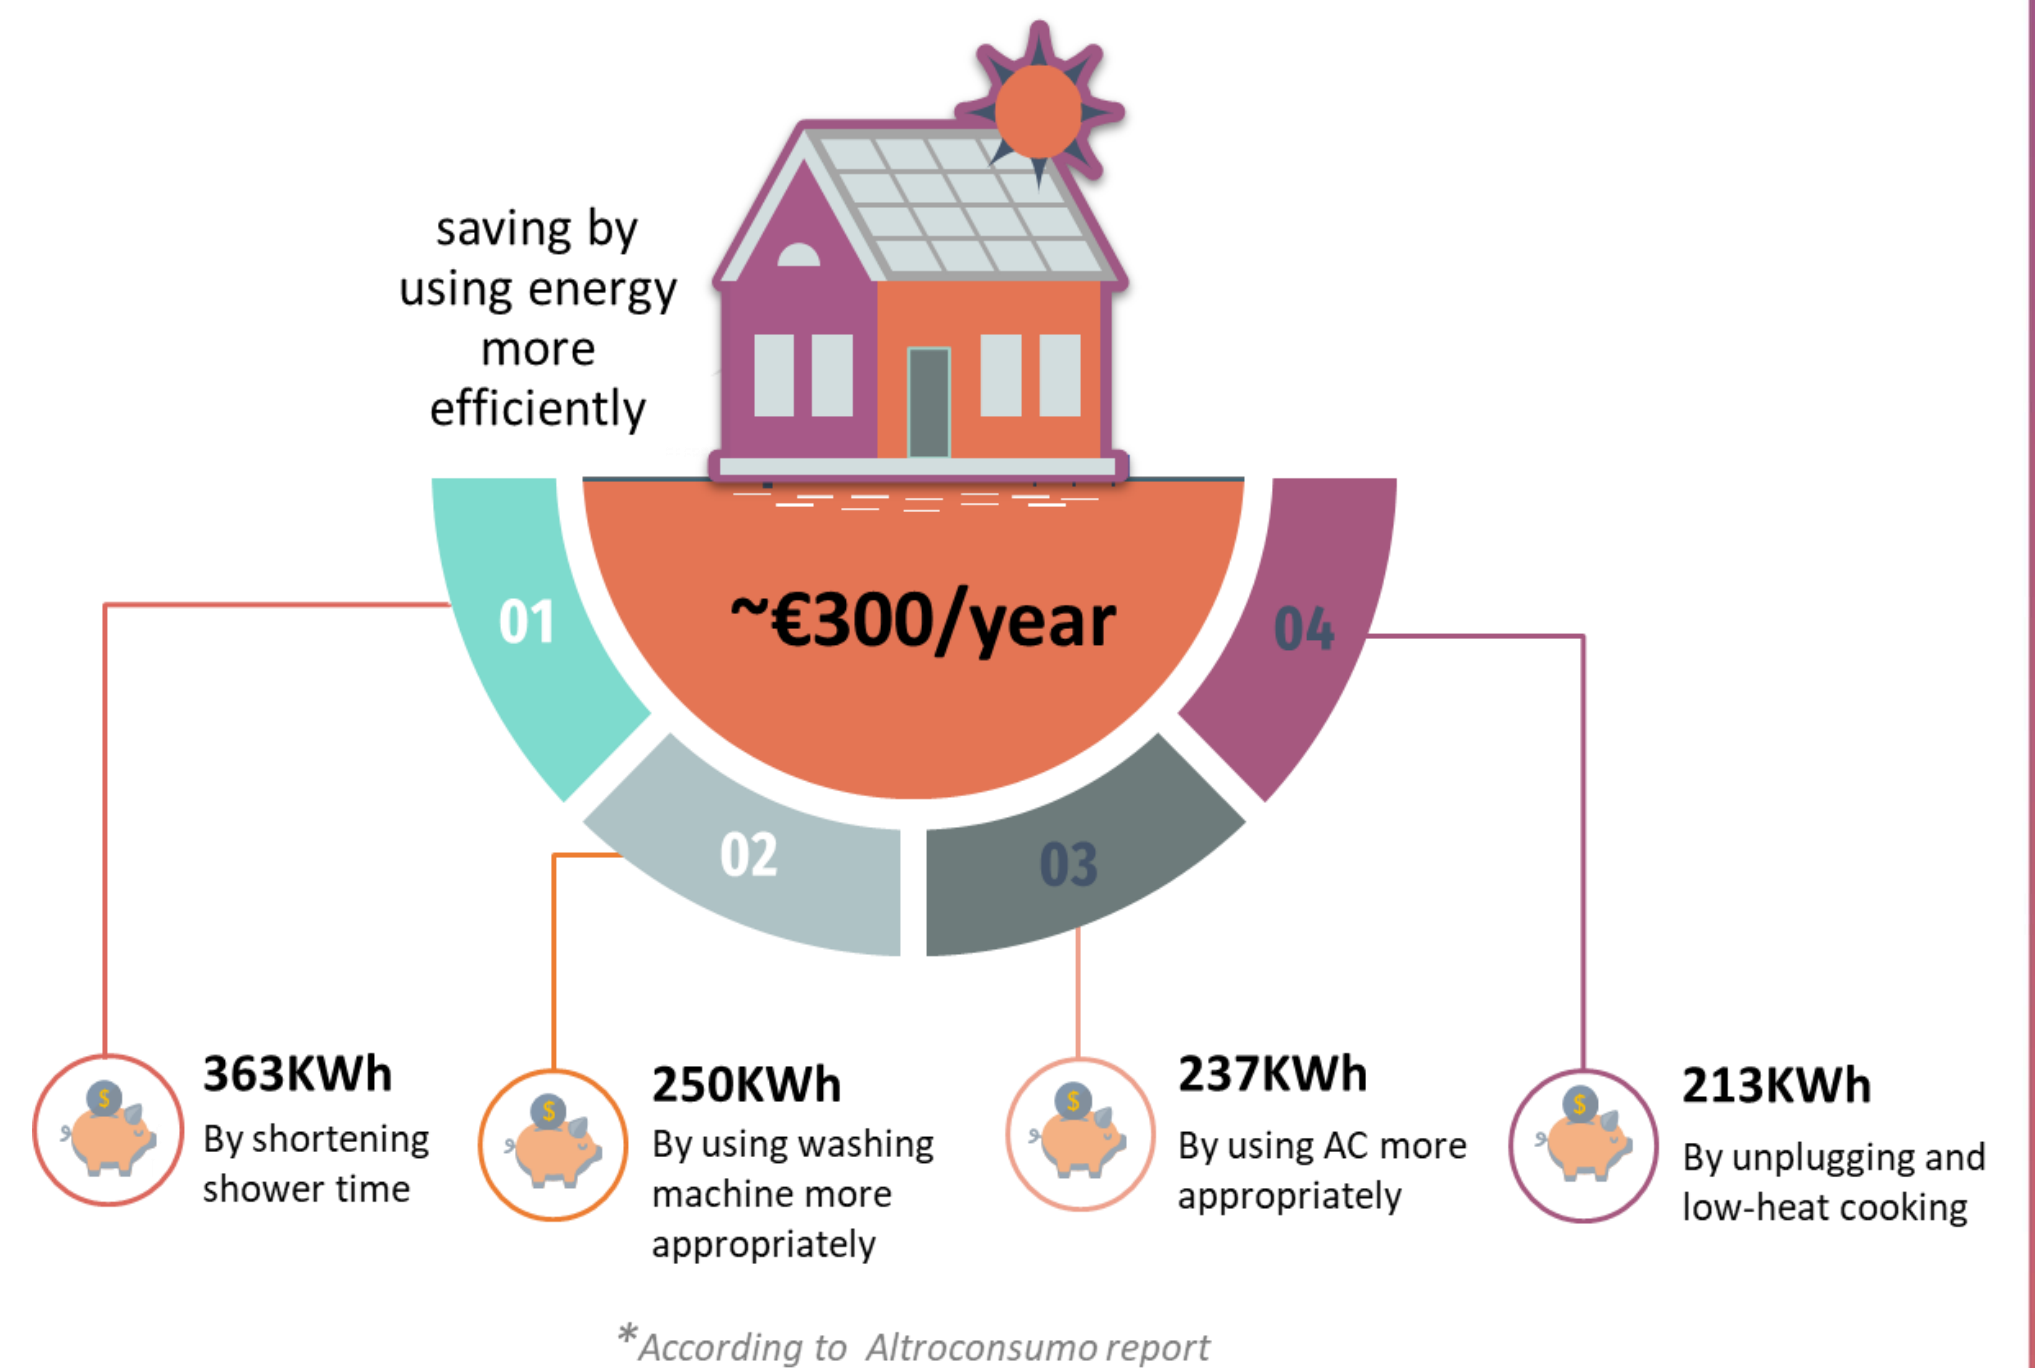 saving by
using energy
more
efficiently
~€300/year
01
02
03
04
363KWh
By shortening
shower time
250KWh
By using washing
machine more
appropriately
237KWh
By using AC more
appropriately
213KWh
By unplugging and
low-heat cooking
$
$
$
$
*According to Altroconsumo report